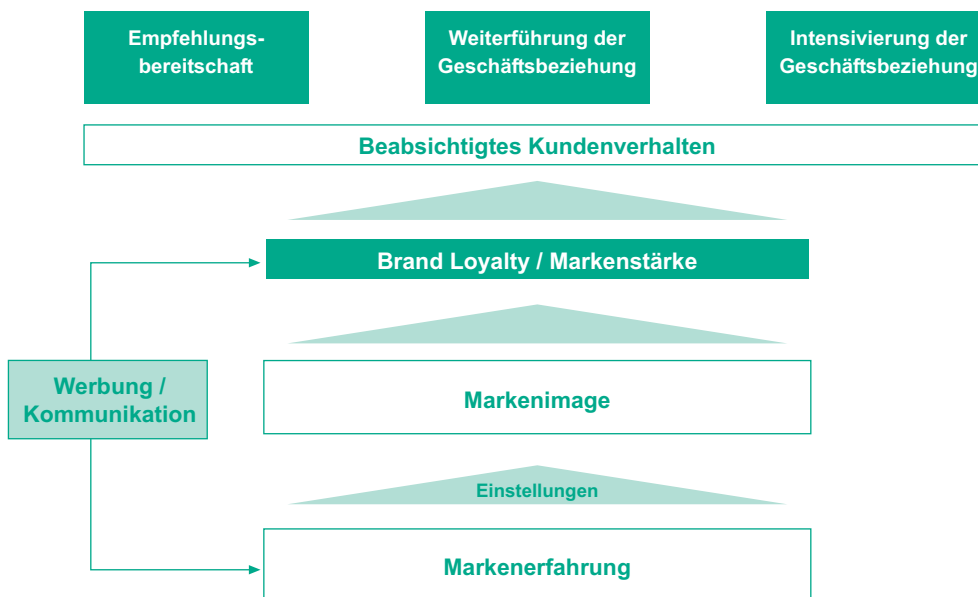 Empfehlungs-
bereitschaft
Weiterführung der
Geschäftsbeziehung
Intensivierung der
Geschäftsbeziehung
Beabsichtigtes Kundenverhalten
Brand Loyalty / Markenstärke
Werbung /
Kommunikation
Markenimage
Einstellungen
Markenerfahrung